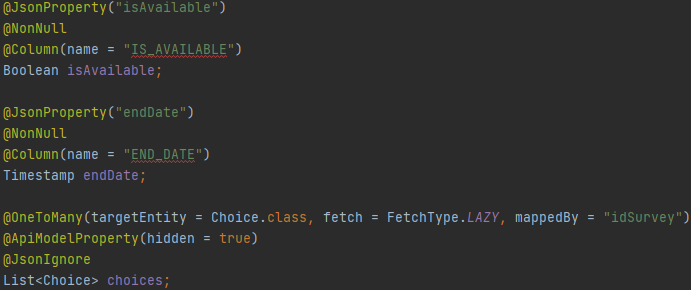 @JsonProperty("isAvailable")
@NonNull
@Column(name = "IS_AVAILABLE")
Boolean isAvailable;
@JsonProperty("endDate")
@NonNull
@Column(name = "END_DATE")
Timestamp endDate;
@OneToMany(targetEntity = Choice.class, fetch = FetchType.LAZY, mappedBy = "idSurvey")
@ApiModelProperty(hidden = true)
@JsonIgnore
List<Choice> choices;